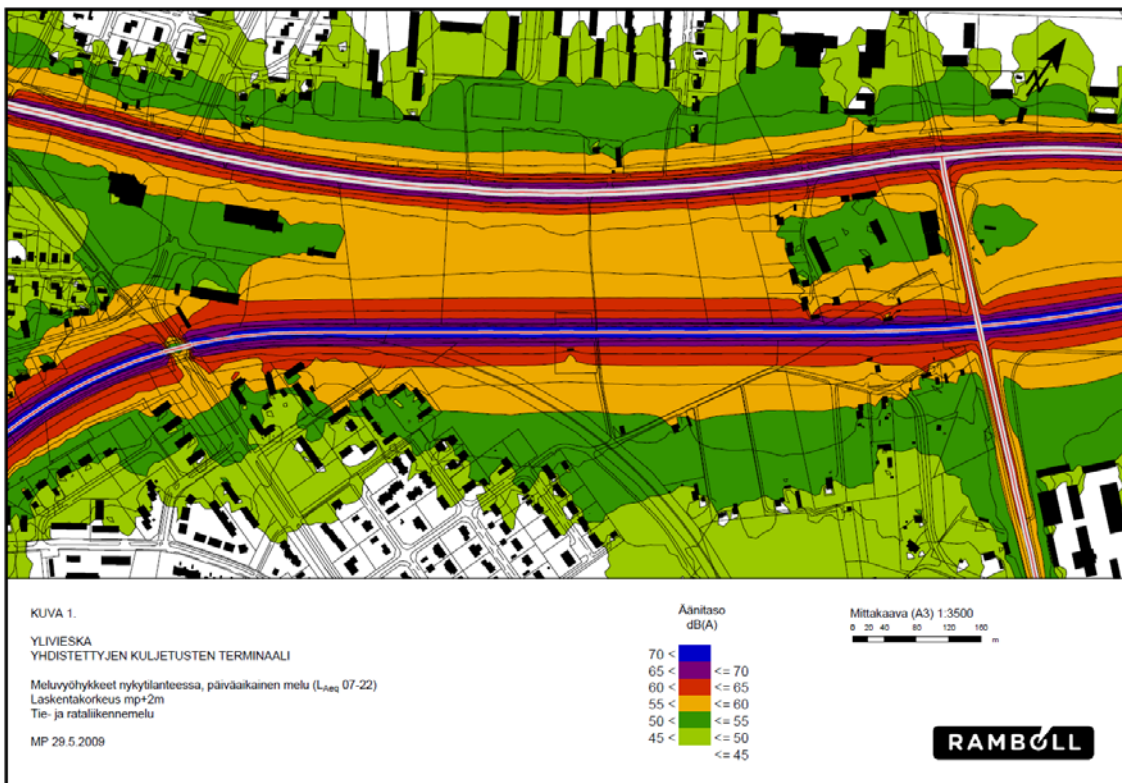 KUVA 1.
YLIVIESKA
YHDISTETTYJEN KULJETUSTEN TERMINAALI
Meluvyöhykkeet nykytilanteessa, päiväaikainen melu (LAeq 07-22)
Laskentakorkeus mp+2m
Tie- ja rataliikennemelu
MP 29.5.2009
Äänitaso
dB(A)
70 <
65 < <= 70
60 < <= 65
55 < <= 60
50 < <= 55
45 < <= 50
<= 45
Mittakaava (A3) 1:3500
0 20 40 80 120 160
m
RAMBOLL